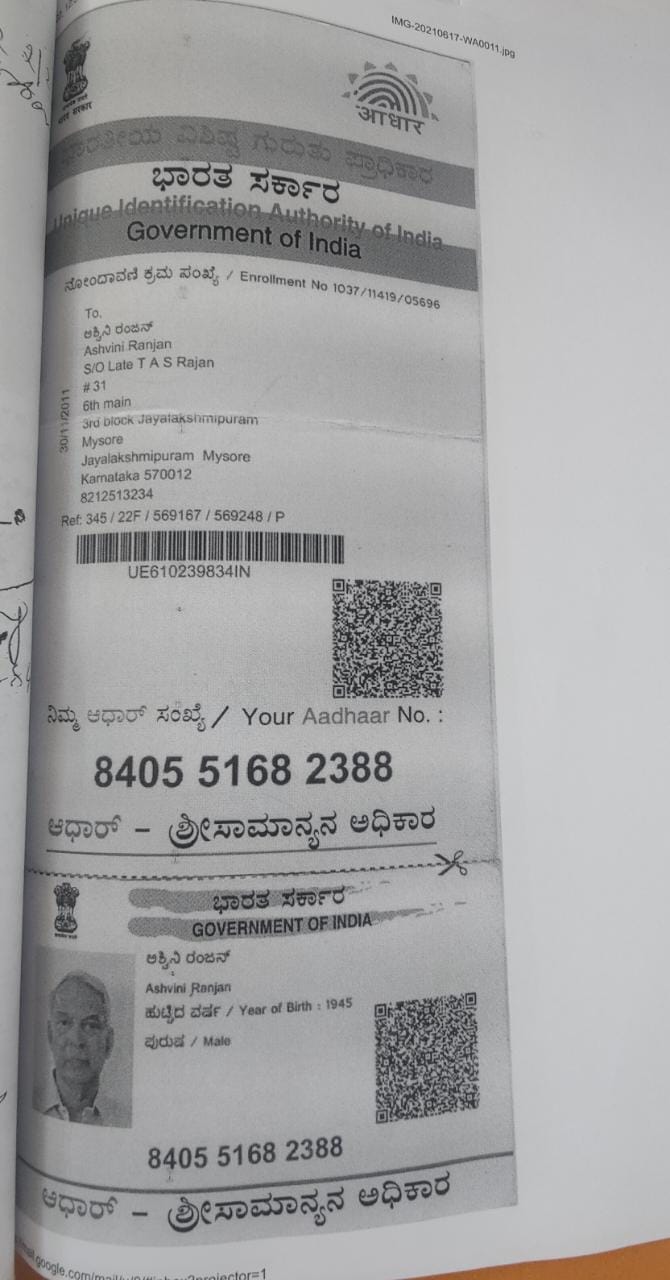 IMG-20210617-WA0011.jpg
भारत सरकार
आधार
ಭಾರತೀಯ ವಿಶಿಷ್ಟ ಗುರುತು ಪ್ರಾಧಿಕಾರ
ಭಾರತ ಸರ್ಕಾರ
Unique Identification Authority of India
Government of India
ನೋಂದಾವಣಿ ಕ್ರಮ ಸಂಖ್ಯೆ / Enrollment No 1037/11419/05696
To,
ಅಶ್ವಿನಿ ರಂಜನ್
Ashvini Ranjan
S/O Late T A S Rajan
# 31
6th main
3rd block Jayalakshmipuram
Mysore
Jayalakshmipuram Mysore
Karnataka 570012
8212513234
30/11/2011
Ref: 345 / 22F / 569167 / 569248 / P
UE610239834IN
ನಿಮ್ಮ ಆಧಾರ್ ಸಂಖ್ಯೆ / Your Aadhaar No. :
8405 5168 2388
ಆಧಾರ್ – ಶ್ರೀಸಾಮಾನ್ಯನ ಅಧಿಕಾರ
ಭಾರತ ಸರ್ಕಾರ
GOVERNMENT OF INDIA
ಅಶ್ವಿನಿ ರಂಜನ್
Ashvini Ranjan
ಹುಟ್ಟಿದ ವರ್ಷ / Year of Birth : 1945
ಪುರುಷ / Male
8405 5168 2388
ಆಧಾರ್ – ಶ್ರೀಸಾಮಾನ್ಯನ ಅಧಿಕಾರ